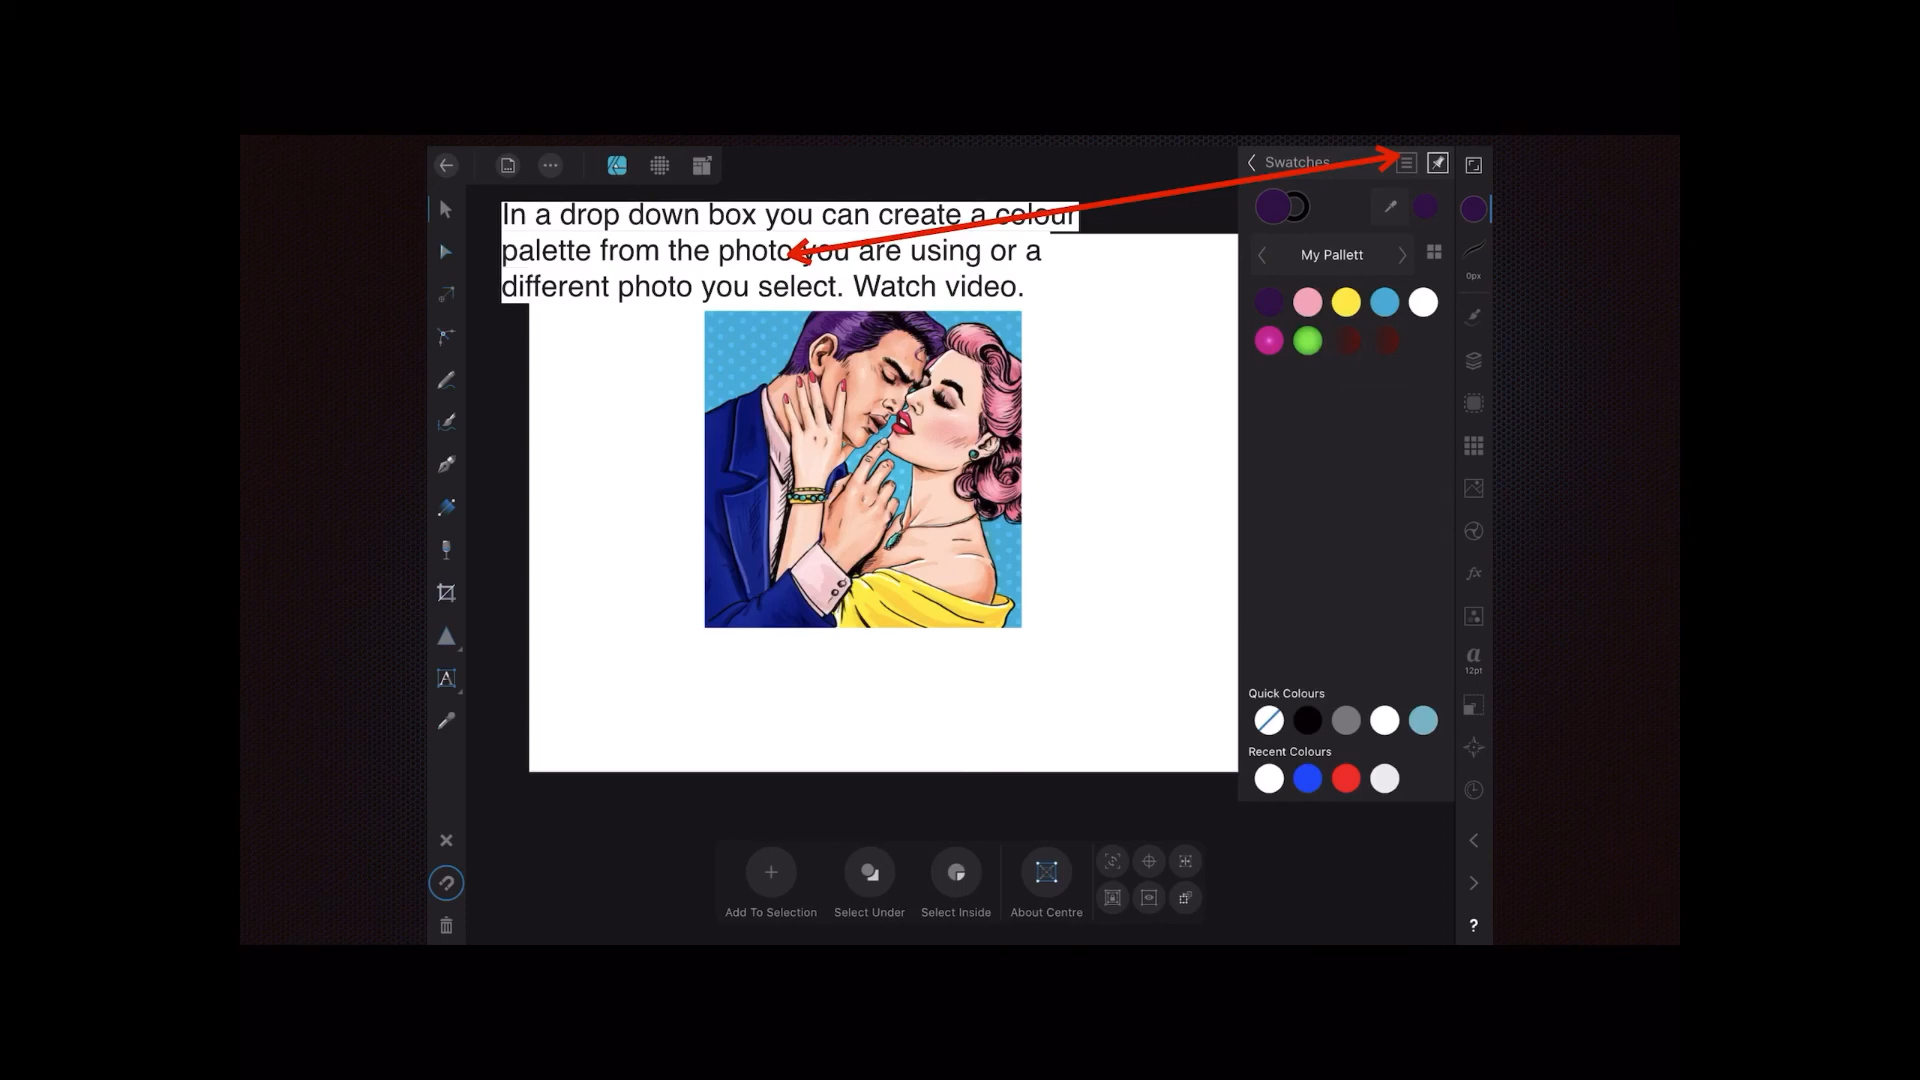 Swatches
In a drop down box you can create a colour
palette from the photo you are using or a
different photo you select. Watch video.
My Pallett
0px
a
12pt
fx
A
Quick Colours
Recent Colours
Add To Selection
Select Under
Select Inside
About Centre
?